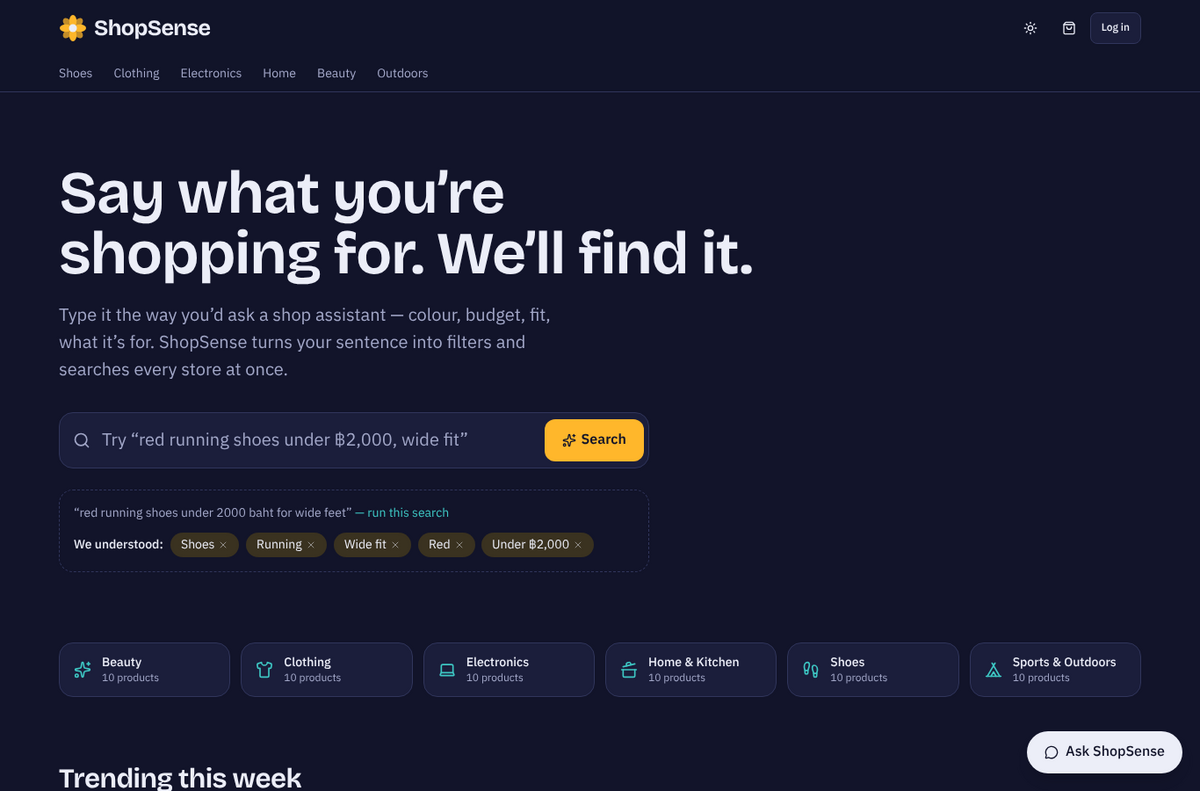 ShopSense
Log in
Shoes Clothing Electronics Home Beauty Outdoors
Say what you’re
shopping for. We’ll find it.
Type it the way you’d ask a shop assistant — colour, budget, fit,
what it’s for. ShopSense turns your sentence into filters and
searches every store at once.
Try “red running shoes under ฿2,000, wide fit”
Search
“red running shoes under 2000 baht for wide feet” — run this search
We understood: Shoes × Running × Wide fit × Red × Under ฿2,000 ×
Beauty
10 products
Clothing
10 products
Electronics
10 products
Home & Kitchen
10 products
Shoes
10 products
Sports & Outdoors
10 products
Ask ShopSense
Trending this week